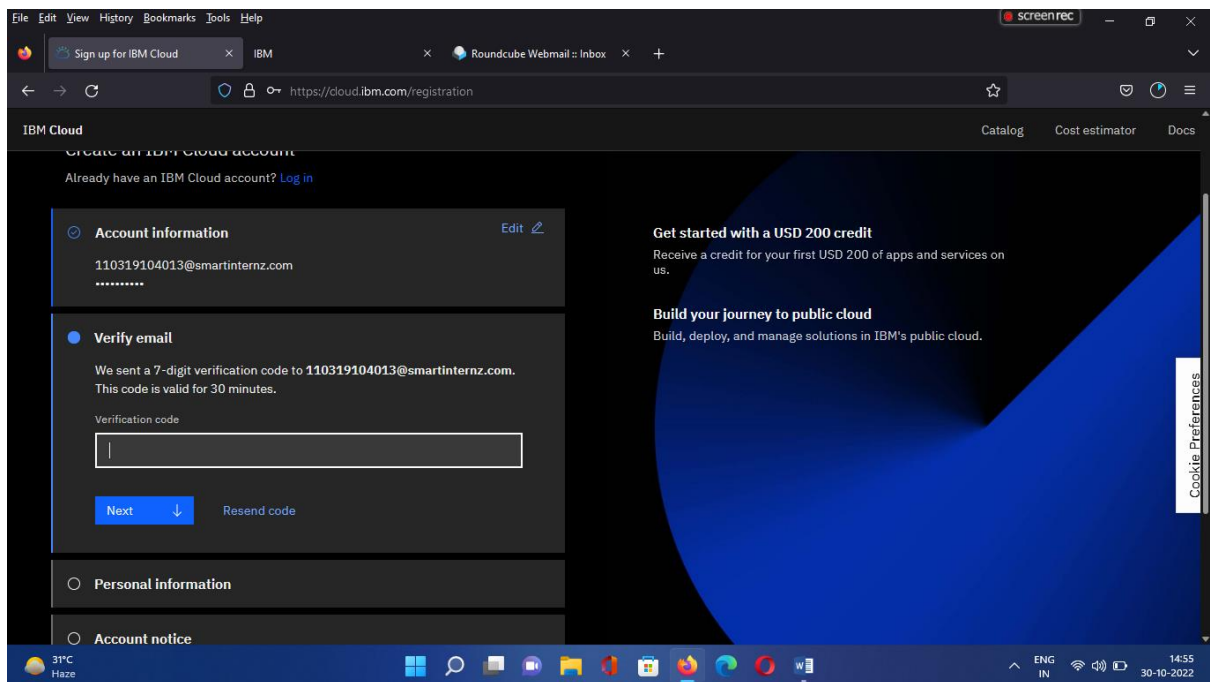 File Edit View History Bookmarks Tools Help
screenrec
Sign up for IBM Cloud
IBM
Roundcube Webmail :: Inbox
https://cloud.ibm.com/registration
IBM Cloud
Catalog
Cost estimator
Docs
Create an IBM Cloud account
Already have an IBM Cloud account? Log in
Account information
Edit
110319104013@smartinternz.com
••••••••••
Verify email
We sent a 7-digit verification code to 110319104013@smartinternz.com.
This code is valid for 30 minutes.
Verification code
Next
Resend code
Personal information
Account notice
Get started with a USD 200 credit
Receive a credit for your first USD 200 of apps and services on
us.
Build your journey to public cloud
Build, deploy, and manage solutions in IBM's public cloud.
Cookie Preferences
31°C
Haze
ENG
IN
14:55
30-10-2022